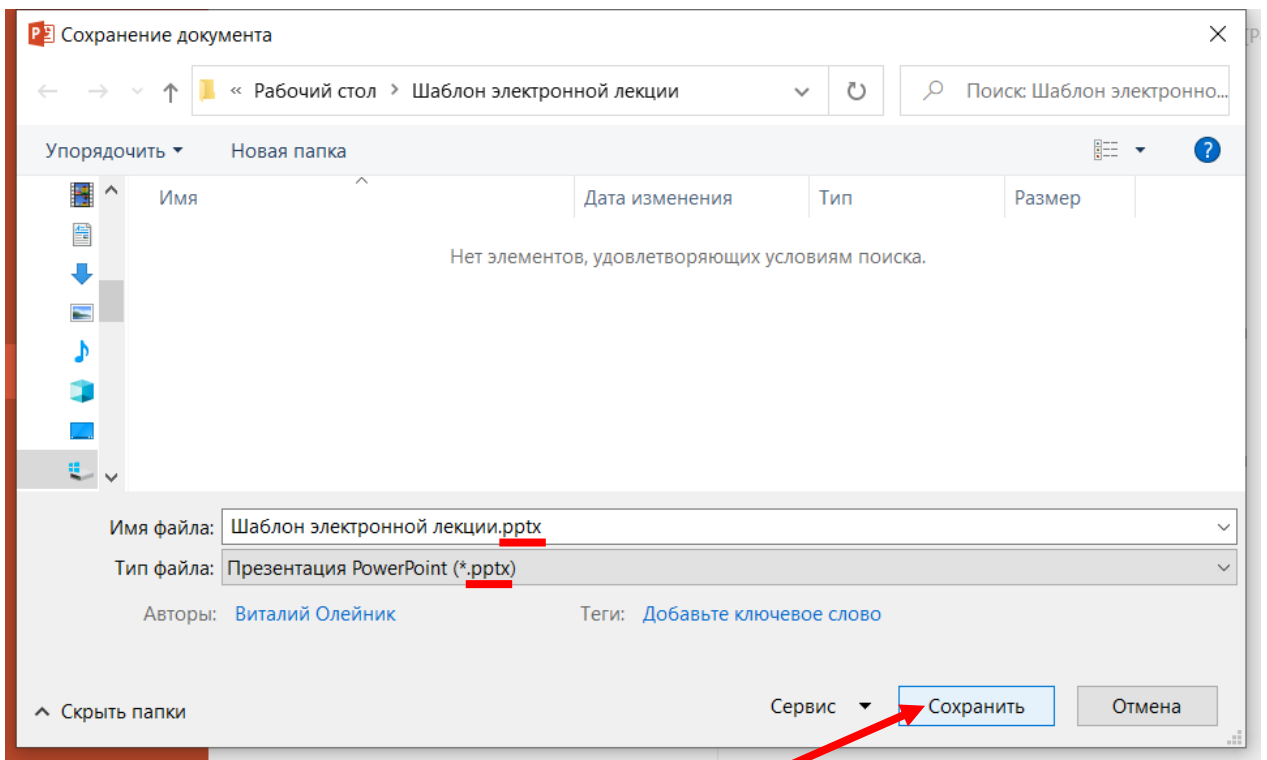 Сохранение документа
« Рабочий стол > Шаблон электронной лекции
Поиск: Шаблон электронно...
Упорядочить
Новая папка
?
Имя
Дата изменения
Тип
Размер
Нет элементов, удовлетворяющих условиям поиска.
Имя файла: Шаблон электронной лекции.pptx
Тип файла: Презентация PowerPoint (*.pptx)
Авторы: Виталий Олейник
Теги: Добавьте ключевое слово
Скрыть папки
Сервис
Сохранить
Отмена